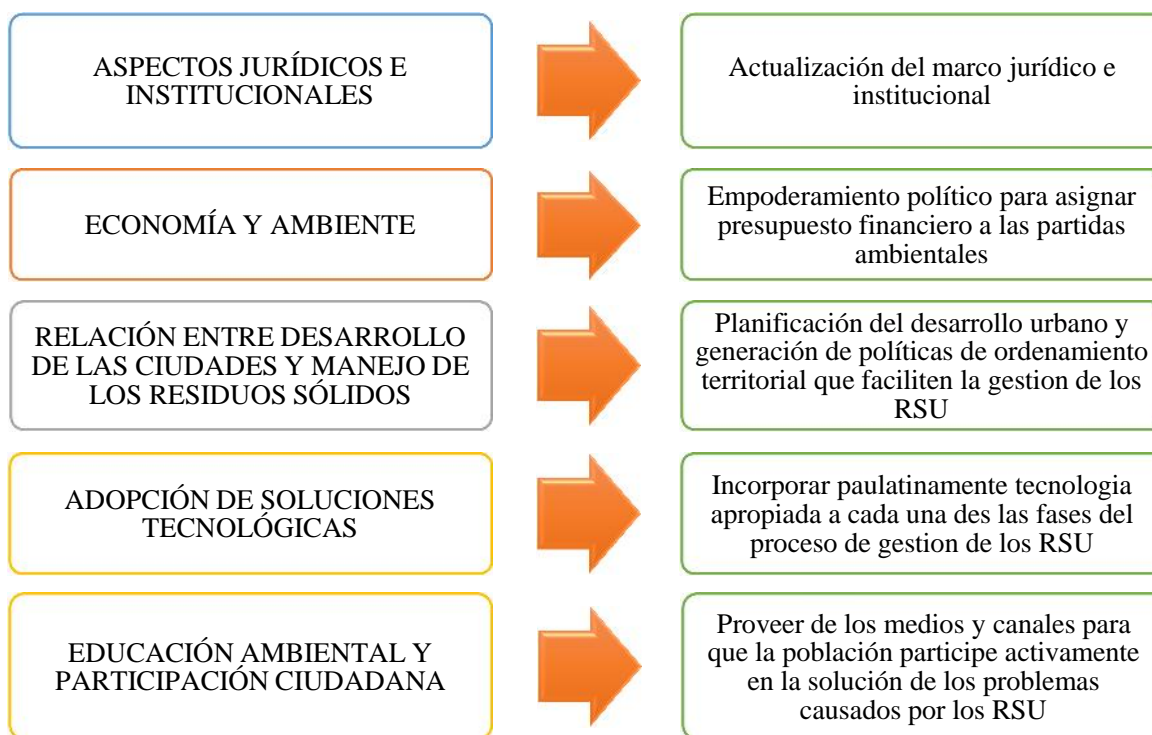 ASPECTOS JURÍDICOS E
INSTITUCIONALES
Actualización del marco jurídico e
institucional
ECONOMÍA Y AMBIENTE
Empoderamiento político para asignar
presupuesto financiero a las partidas
ambientales
RELACIÓN ENTRE DESARROLLO
DE LAS CIUDADES Y MANEJO DE
LOS RESIDUOS SÓLIDOS
Planificación del desarrollo urbano y
generación de políticas de ordenamiento
territorial que faciliten la gestion de los
RSU
ADOPCIÓN DE SOLUCIONES
TECNOLÓGICAS
Incorporar paulatinamente tecnologia
apropiada a cada una des las fases del
proceso de gestion de los RSU
EDUCACIÓN AMBIENTAL Y
PARTICIPACIÓN CIUDADANA
Proveer de los medios y canales para
que la población participe activamente
en la solución de los problemas
causados por los RSU